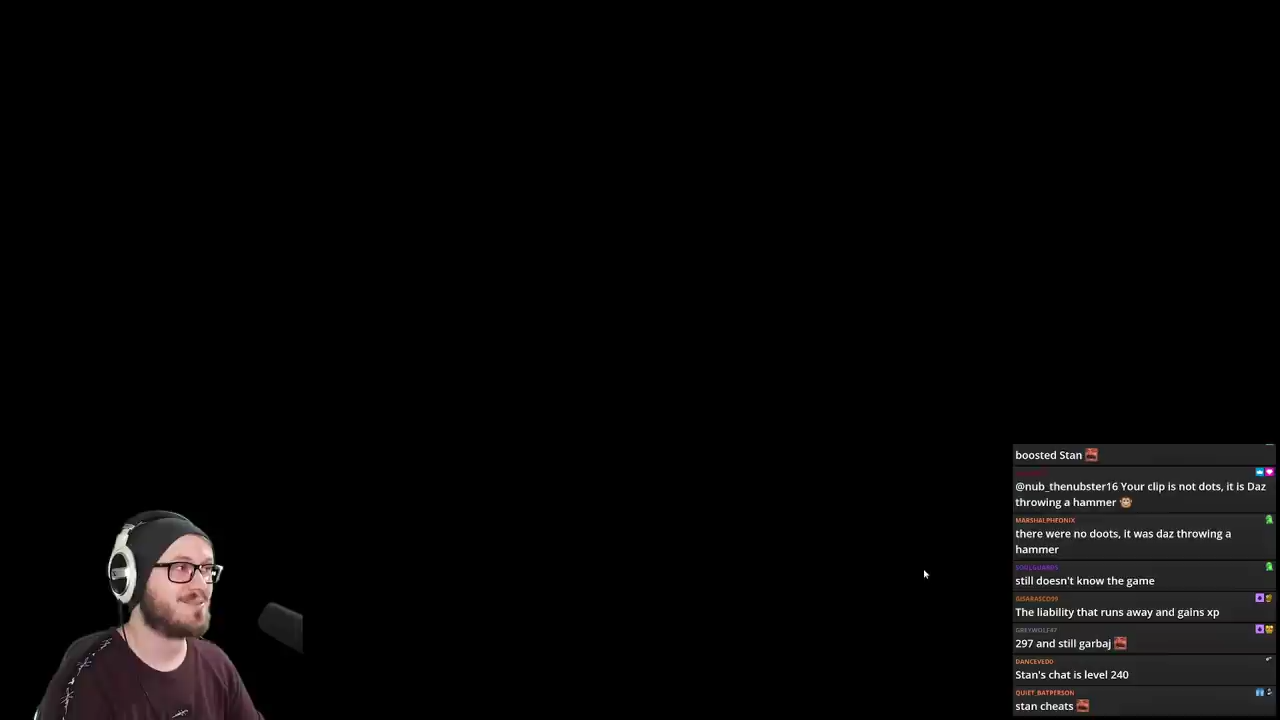 boosted Stan
@nub_thenubster16 Your clip is not dots, it is Daz
throwing a hammer
MARSHALPHEONIX
there were no doots, it was daz throwing a
hammer
still doesn't know the game
GISARASCO99
The liability that runs away and gains xp
GREYWOLF47
297 and still garbaj
DANCEVEDO
Stan's chat is level 240
QUIET_BATPERSON
stan cheats